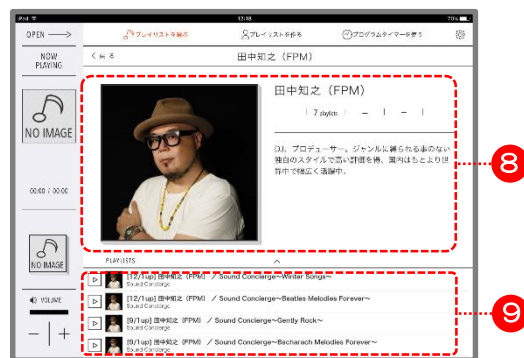 iPad
12:18
70%
OPEN
プレイリストを選ぶ
プレイリストを作る
プログラムタイマーを使う
NOW
PLAYING
戻る
田中知之（FPM）
NO IMAGE
00:00 / 00:00
NO IMAGE
VOLUME
田中知之（FPM）
7 playlists
DJ、プロデューサー。ジャンルに縛られる事のない
独自のスタイルで高い評価を得、国内はもとより世
界中で幅広く活躍中。
8
PLAYLISTS
[12/1up] 田中知之（FPM）／Sound Concierge～Winter Songs～
Sound Concierge
[12/1up] 田中知之（FPM）／Sound Concierge～Beatles Melodies Forever～
Sound Concierge
[9/1up] 田中知之（FPM）／Sound Concierge～Gently Rock～
Sound Concierge
[9/1up] 田中知之（FPM）／Sound Concierge～Bacharach Melodies Forever～
Sound Concierge
9